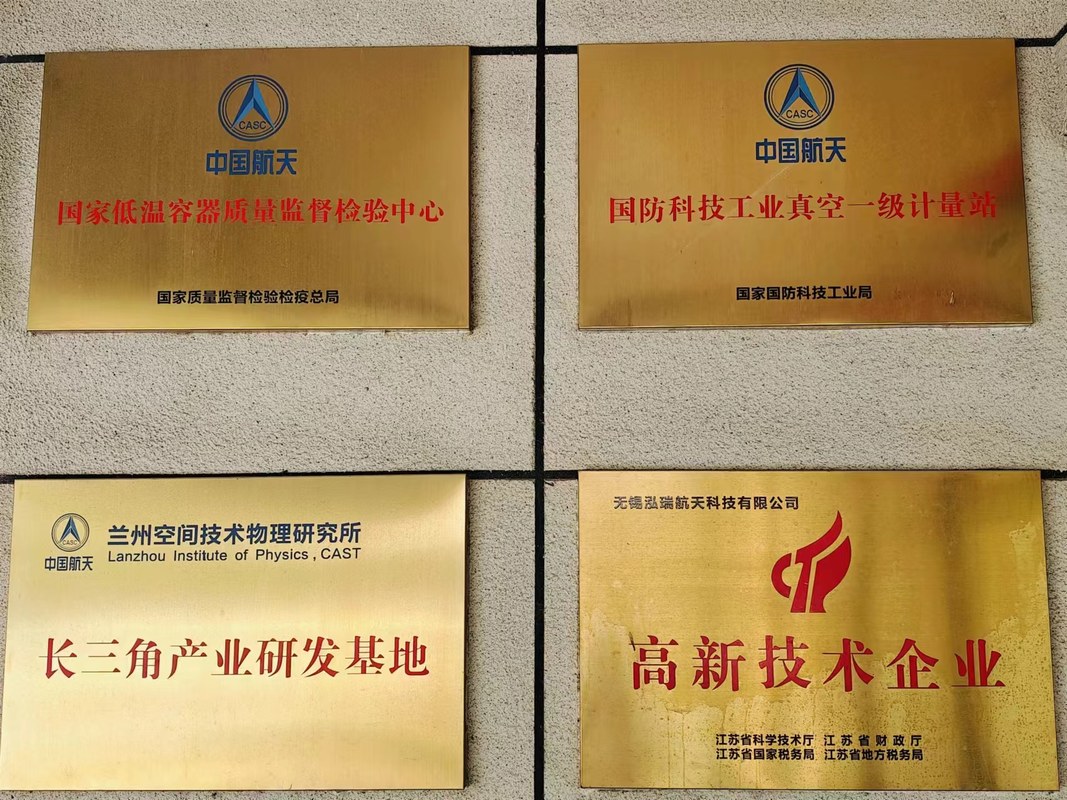 CASC
中国航天
国家低温容器质量监督检验中心
国家质量监督检验检疫总局
CASC
中国航天
国防科技工业真空一级计量站
国家国防科技工业局
CASC
中国航天
兰州空间技术物理研究所
Lanzhou Institute of Physics , CAST
长三角产业研发基地
无锡泓瑞航天科技有限公司
高新技术企业
江苏省科学技术厅 江苏省财政厅
江苏省国家税务局 江苏省地方税务局